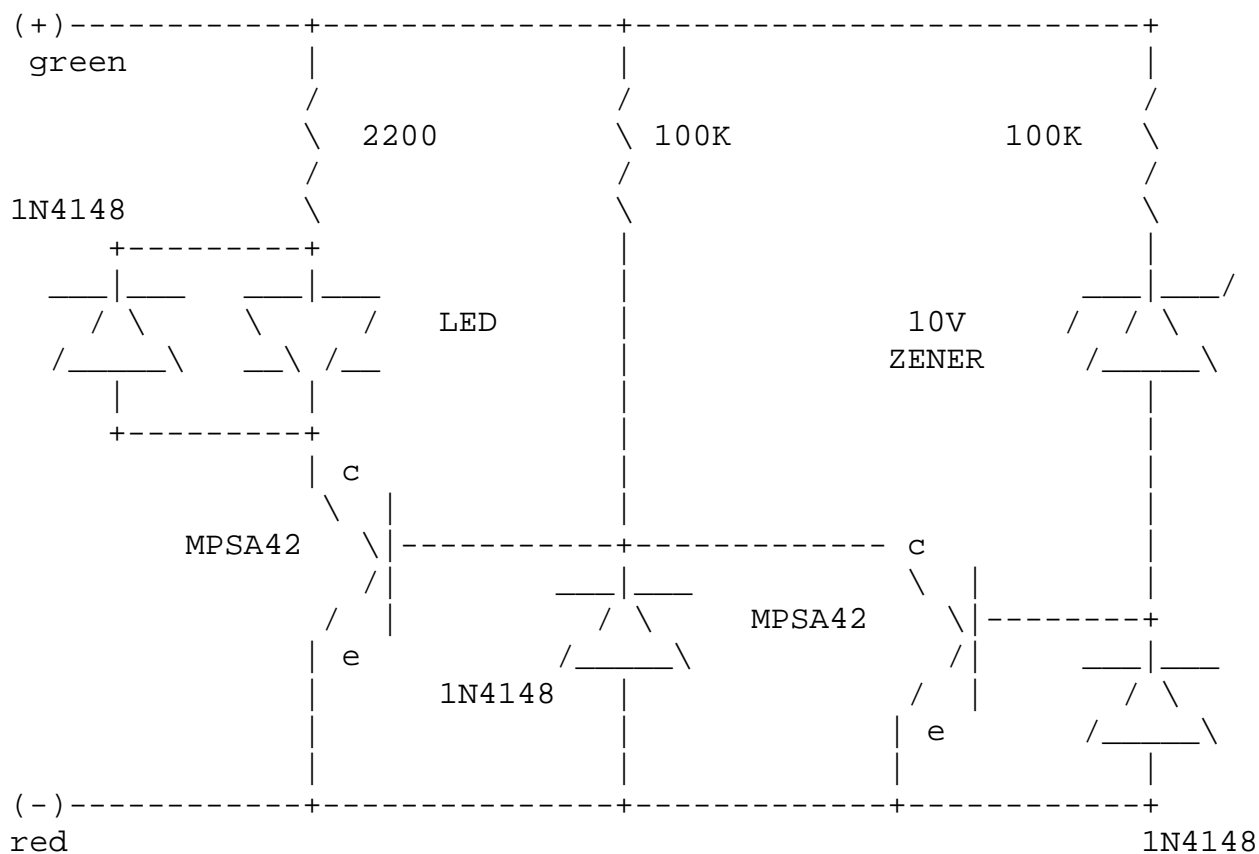 (+)
green
2200 100K 100K
1N4148
LED 10V
ZENER
c
MPSA42 c
MPSA42
e
1N4148
e
(-)
red 1N4148